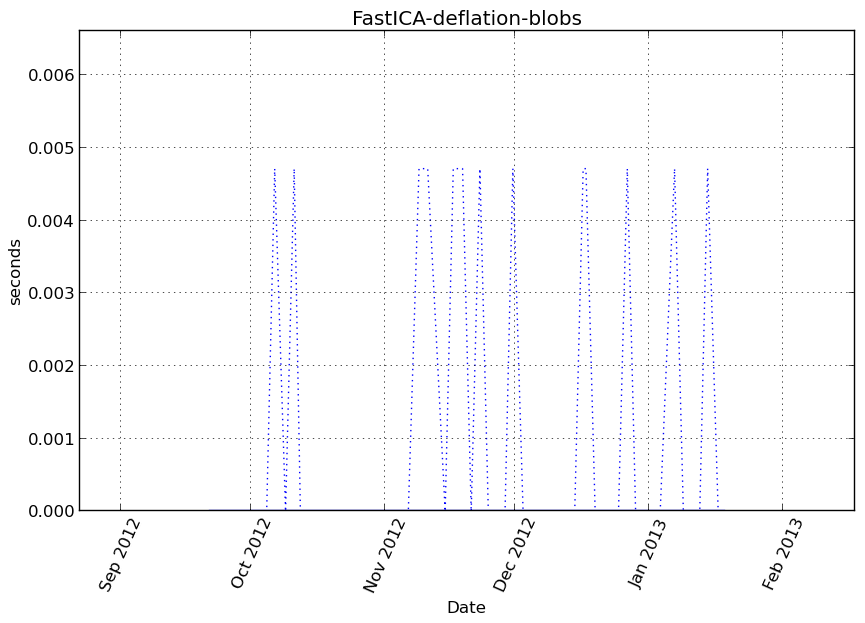 FastICA-deflation-blobs
0.006
0.005
0.004
0.003
0.002
0.001
0.000
seconds
Sep 2012
Oct 2012
Nov 2012
Dec 2012
Jan 2013
Feb 2013
Date